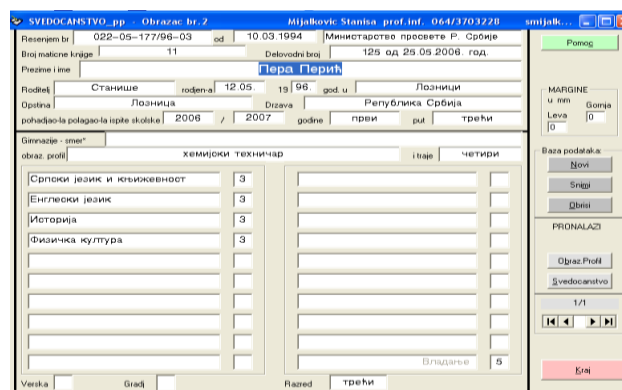 SVEDOCANSTVO_pp - Obrazac br.2 Mijalkovic Stanisa prof.inf. 064/3703228 smijalk...
Resenjem br 022-05-177/96-03 od 10.03.1994 Министарство просвете Р. Србије
Broj maticne knjige 11 Delovodni broj 125 од 25.05.2006. год.
Prezime i ime Пера Перић
Roditelj Станише rodjen-a 12.05. 19 96. god. u Лозници
Opstina Лозница Drzava Република Србија
pohadjao-la polagao-la ispite skolske 2006 / 2007 godine први put трећи
Gimnazija - smer*
obraz. profil хемијски техничар i traje четири
Српски језик и књижевност 3
Енглески језик 3
Историја 3
Физичка култура 3
Владање 5
Verska Gradj Razred трећи
Pomog
MARGINE
u mm Gornja
Leva 0
0
Baza podataka:
Novi
Snimi
Obrisi
PRONALAZI
Obraz.Profil
Svedocanstvo
1/1
Kraj